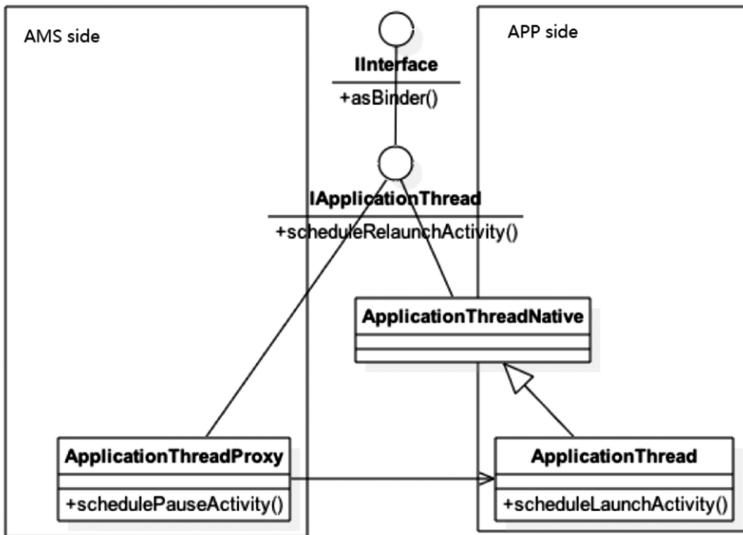 AMS side
APP side
IInterface
+asBinder()
IApplicationThread
+scheduleRelaunchActivity()
ApplicationThreadNative
ApplicationThreadProxy
+schedulePauseActivity()
ApplicationThread
+scheduleLaunchActivity()